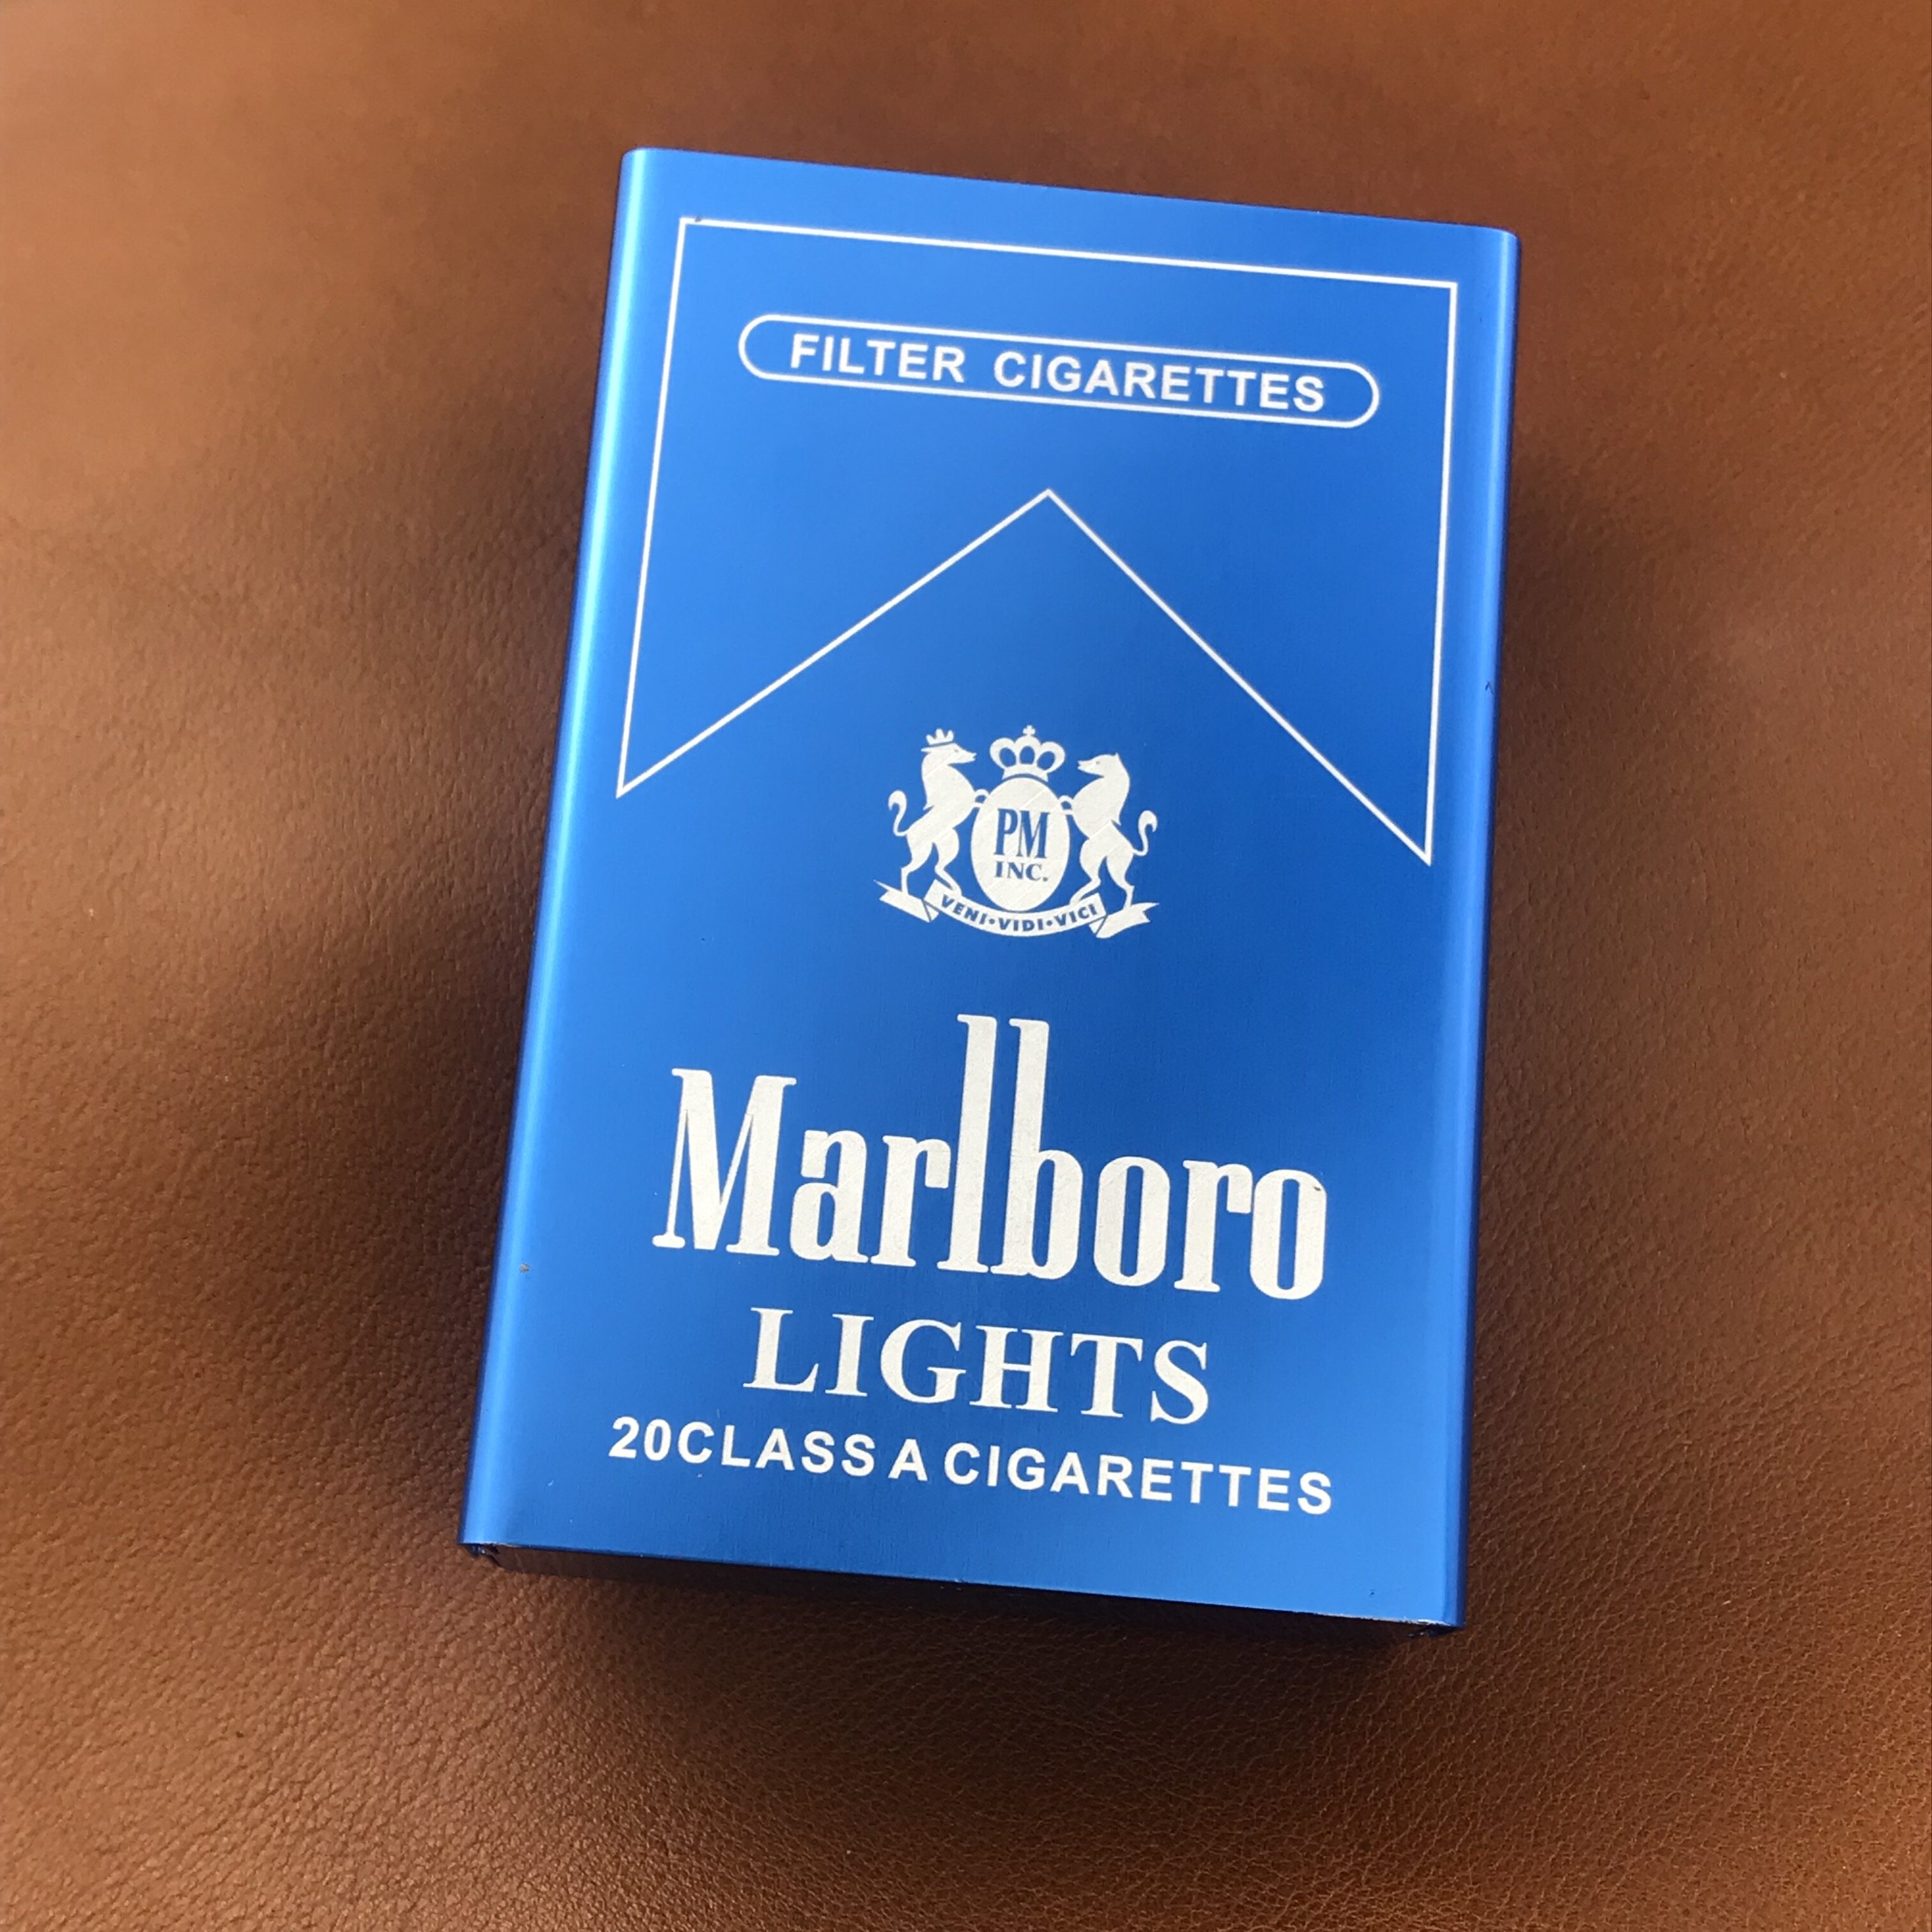 FILTER CIGARETTES
PM
INC.
VENI•VIDI•VICI
Marlboro
LIGHTS
20CLASS A CIGARETTES